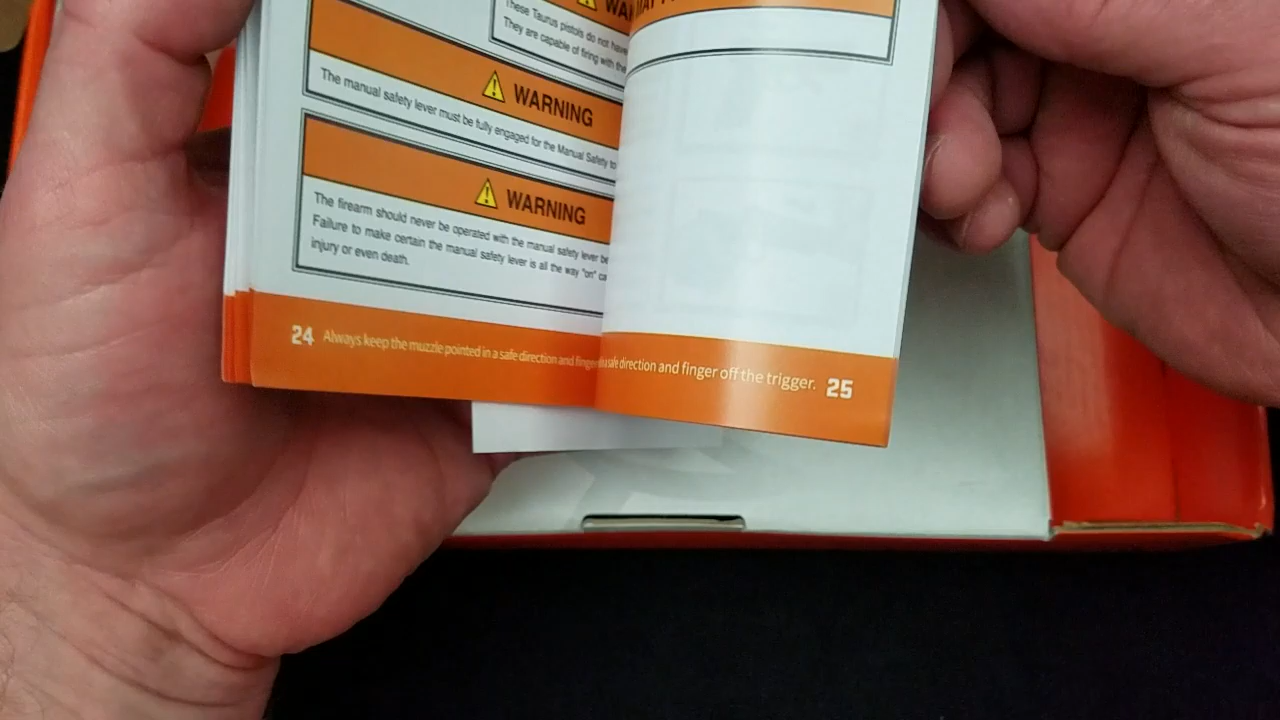 WAR
These Taurus pistols do not have
They are capable of firing with the
WARNING
The manual safety lever must be fully engaged for the Manual Safety to
WARNING
The firearm should never be operated with the manual safety lever be
Failure to make certain the manual safety lever is all the way "on" ca
injury or even death.
24 Always keep the muzzle pointed in a safe direction and finger
safe direction and finger off the trigger. 25